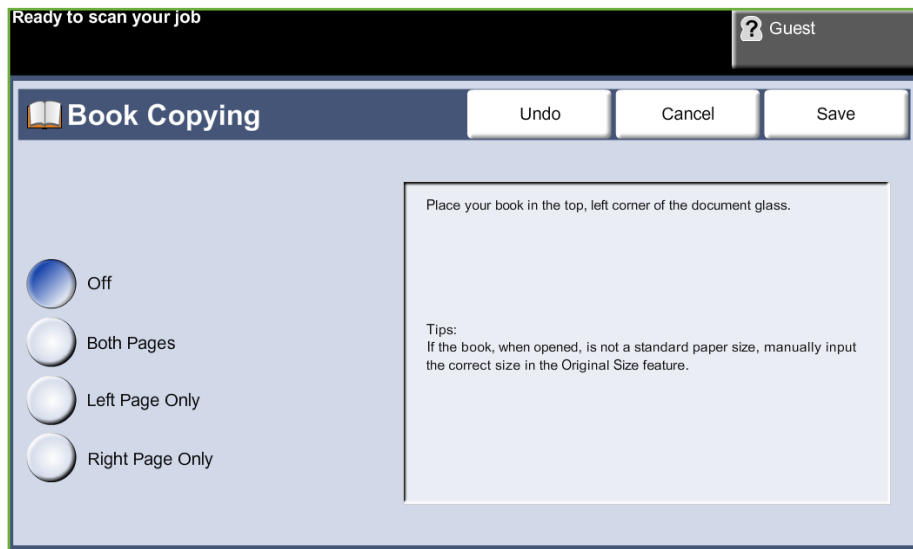 Ready to scan your job
Guest
Book Copying
Undo
Cancel
Save
Place your book in the top, left corner of the document glass.
Off
Both Pages
Left Page Only
Right Page Only
Tips:
If the book, when opened, is not a standard paper size, manually input
the correct size in the Original Size feature.